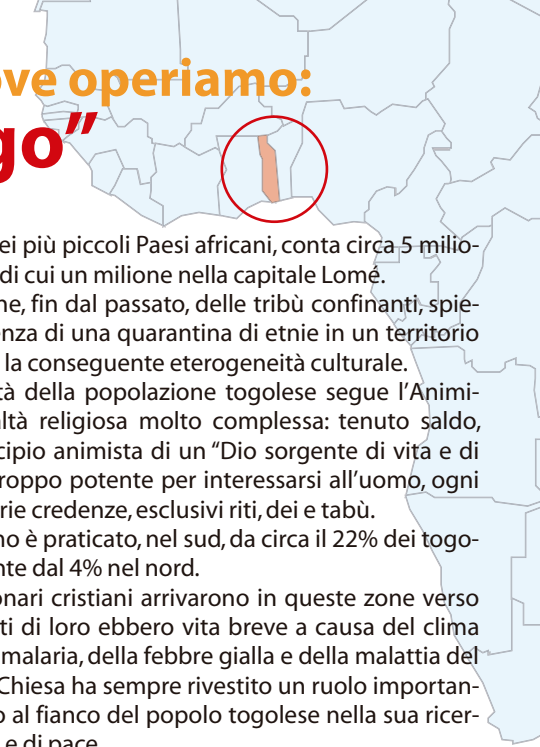 ove operiamo:
go”
ei più piccoli Paesi africani, conta circa 5 milio-
di cui un milione nella capitale Lomé.
ne, fin dal passato, delle tribù confinanti, spie-
enza di una quarantina di etnie in un territorio
la conseguente eterogeneità culturale.
tà della popolazione togolese segue l’Animi-
altà religiosa molto complessa: tenuto saldo,
cipio animista di un “Dio sorgente di vita e di
troppo potente per interessarsi all’uomo, ogni
rie credenze, esclusivi riti, dei e tabù.
no è praticato, nel sud, da circa il 22% dei togo-
nte dal 4% nel nord.
onari cristiani arrivarono in queste zone verso
ti di loro ebbero vita breve a causa del clima
malaria, della febbre gialla e della malattia del
Chiesa ha sempre rivestito un ruolo importan-
o al fianco del popolo togolese nella sua ricer-
e di pace